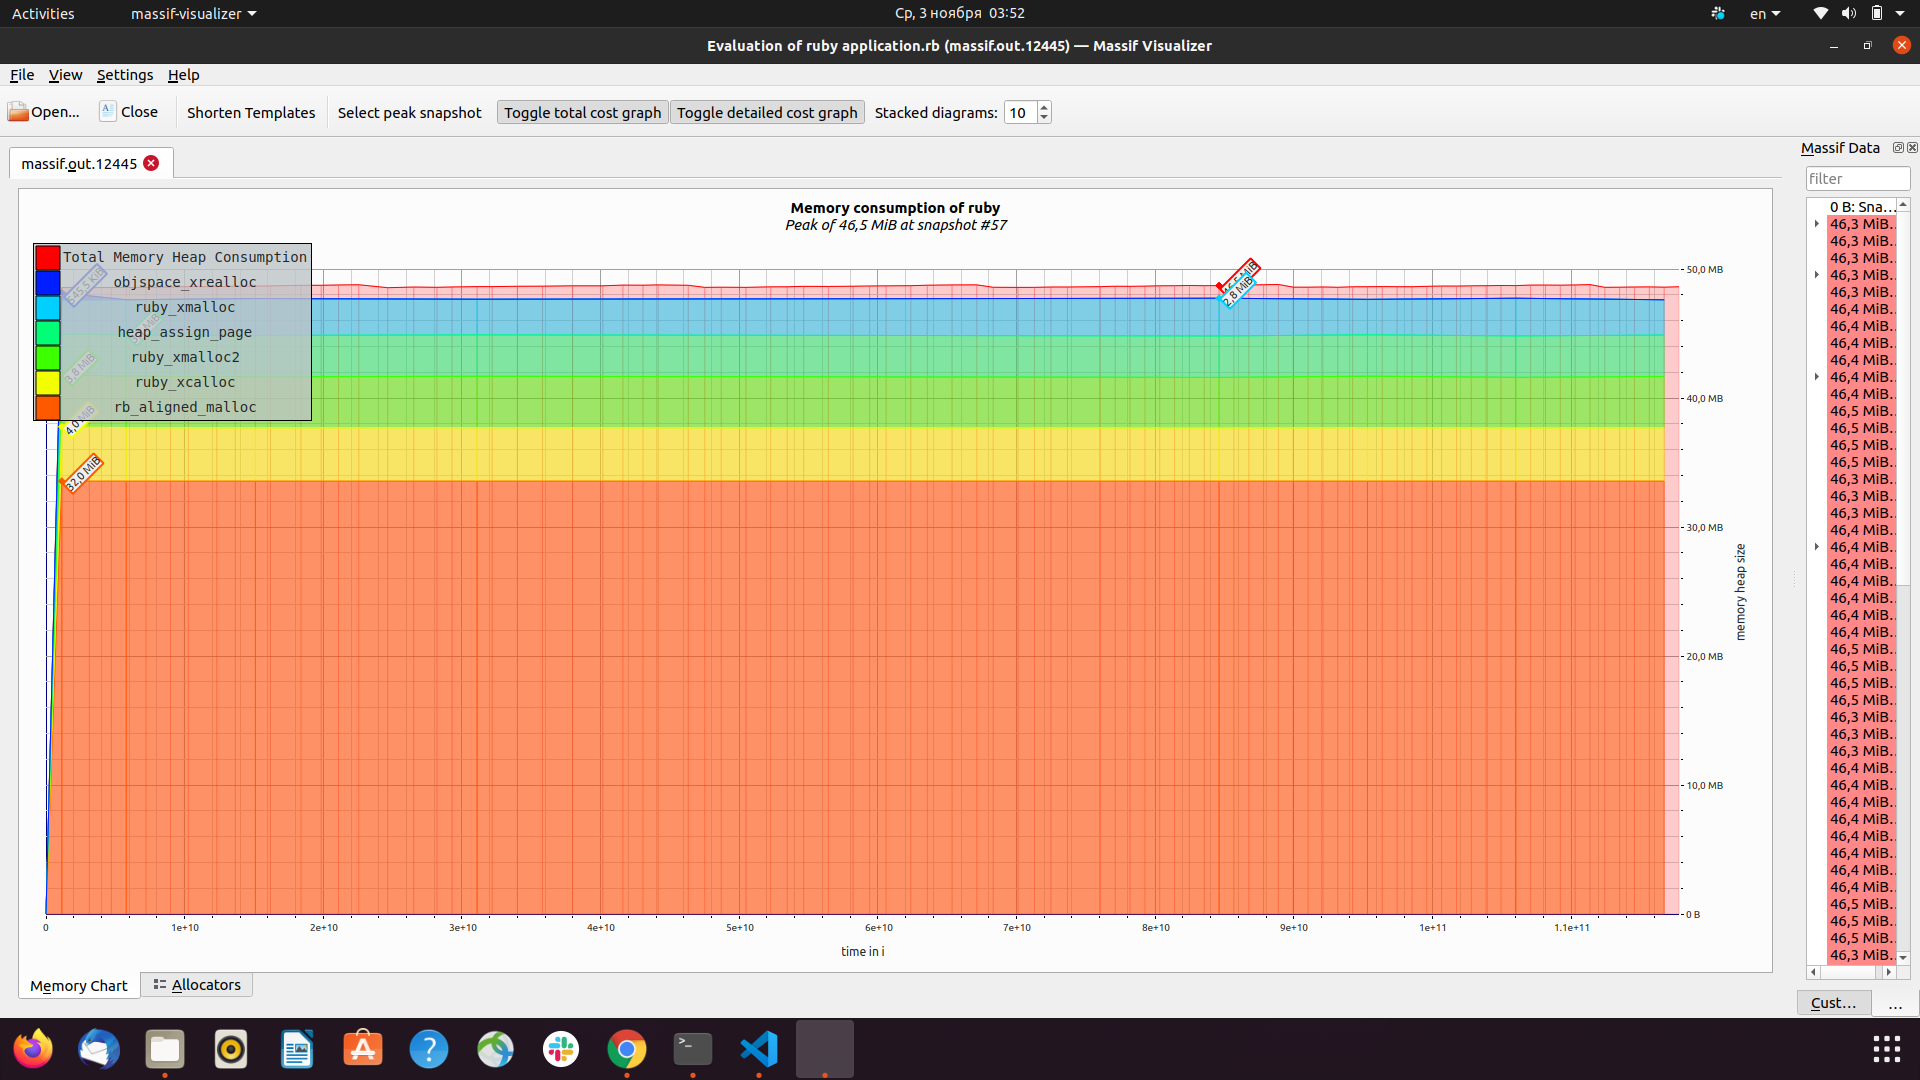 Activities
massif-visualizer
Ср, 3 ноября 03:52
en
Evaluation of ruby application.rb (massif.out.12445) — Massif Visualizer
File View Settings Help
Open...
Close
Shorten Templates
Select peak snapshot
Toggle total cost graph
Toggle detailed cost graph
Stacked diagrams:
10
massif.out.12445
Memory consumption of ruby
Peak of 46,5 MiB at snapshot #57
Total Memory Heap Consumption
objspace_xrealloc
ruby_xmalloc
heap_assign_page
ruby_xmalloc2
ruby_xcalloc
rb_aligned_malloc
3,8 MiB
4,0 MiB
32,0 MiB
2,8 MiB
50,0 MB
40,0 MB
30,0 MB
20,0 MB
10,0 MB
0 B
memory heap size
0
1e+10
2e+10
3e+10
4e+10
5e+10
6e+10
7e+10
8e+10
9e+10
1e+11
1.1e+11
time in i
Memory Chart
Allocators
Massif Data
filter
0 B: Sna...
46,3 MiB...
46,3 MiB...
46,3 MiB...
46,3 MiB...
46,3 MiB...
46,4 MiB...
46,4 MiB...
46,4 MiB...
46,4 MiB...
46,4 MiB...
46,4 MiB...
46,5 MiB...
46,5 MiB...
46,5 MiB...
46,5 MiB...
46,3 MiB...
46,3 MiB...
46,3 MiB...
46,4 MiB...
46,4 MiB...
46,4 MiB...
46,4 MiB...
46,4 MiB...
46,4 MiB...
46,4 MiB...
46,5 MiB...
46,5 MiB...
46,5 MiB...
46,5 MiB...
46,3 MiB...
46,3 MiB...
46,3 MiB...
46,4 MiB...
46,4 MiB...
46,4 MiB...
46,4 MiB...
46,4 MiB...
46,4 MiB...
46,4 MiB...
46,4 MiB...
46,5 MiB...
46,5 MiB...
46,5 MiB...
46,3 MiB...
Cust...
...